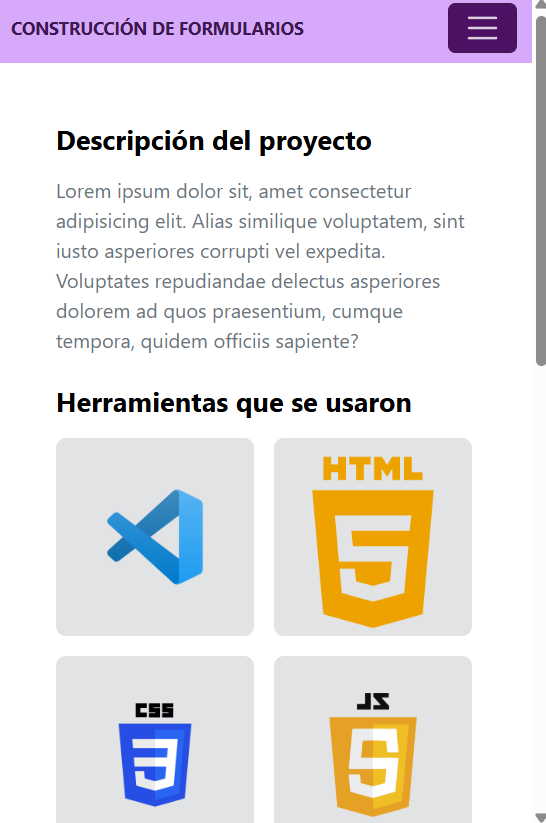 CONSTRUCCIÓN DE FORMULARIOS
Descripción del proyecto
Lorem ipsum dolor sit, amet consectetur
adipisicing elit. Alias similique voluptatem, sint
iusto asperiores corrupti vel expedita.
Voluptates repudiandae delectus asperiores
dolorem ad quos praesentium, cumque
tempora, quidem officiis sapiente?
Herramientas que se usaron
HTML
5
CSS
3
JS
5